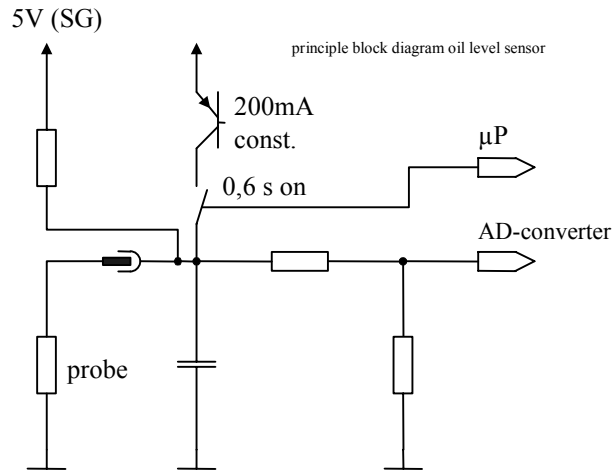 5V (SG)
principle block diagram oil level sensor
200mA
const.
µP
0,6 s on
AD-converter
probe